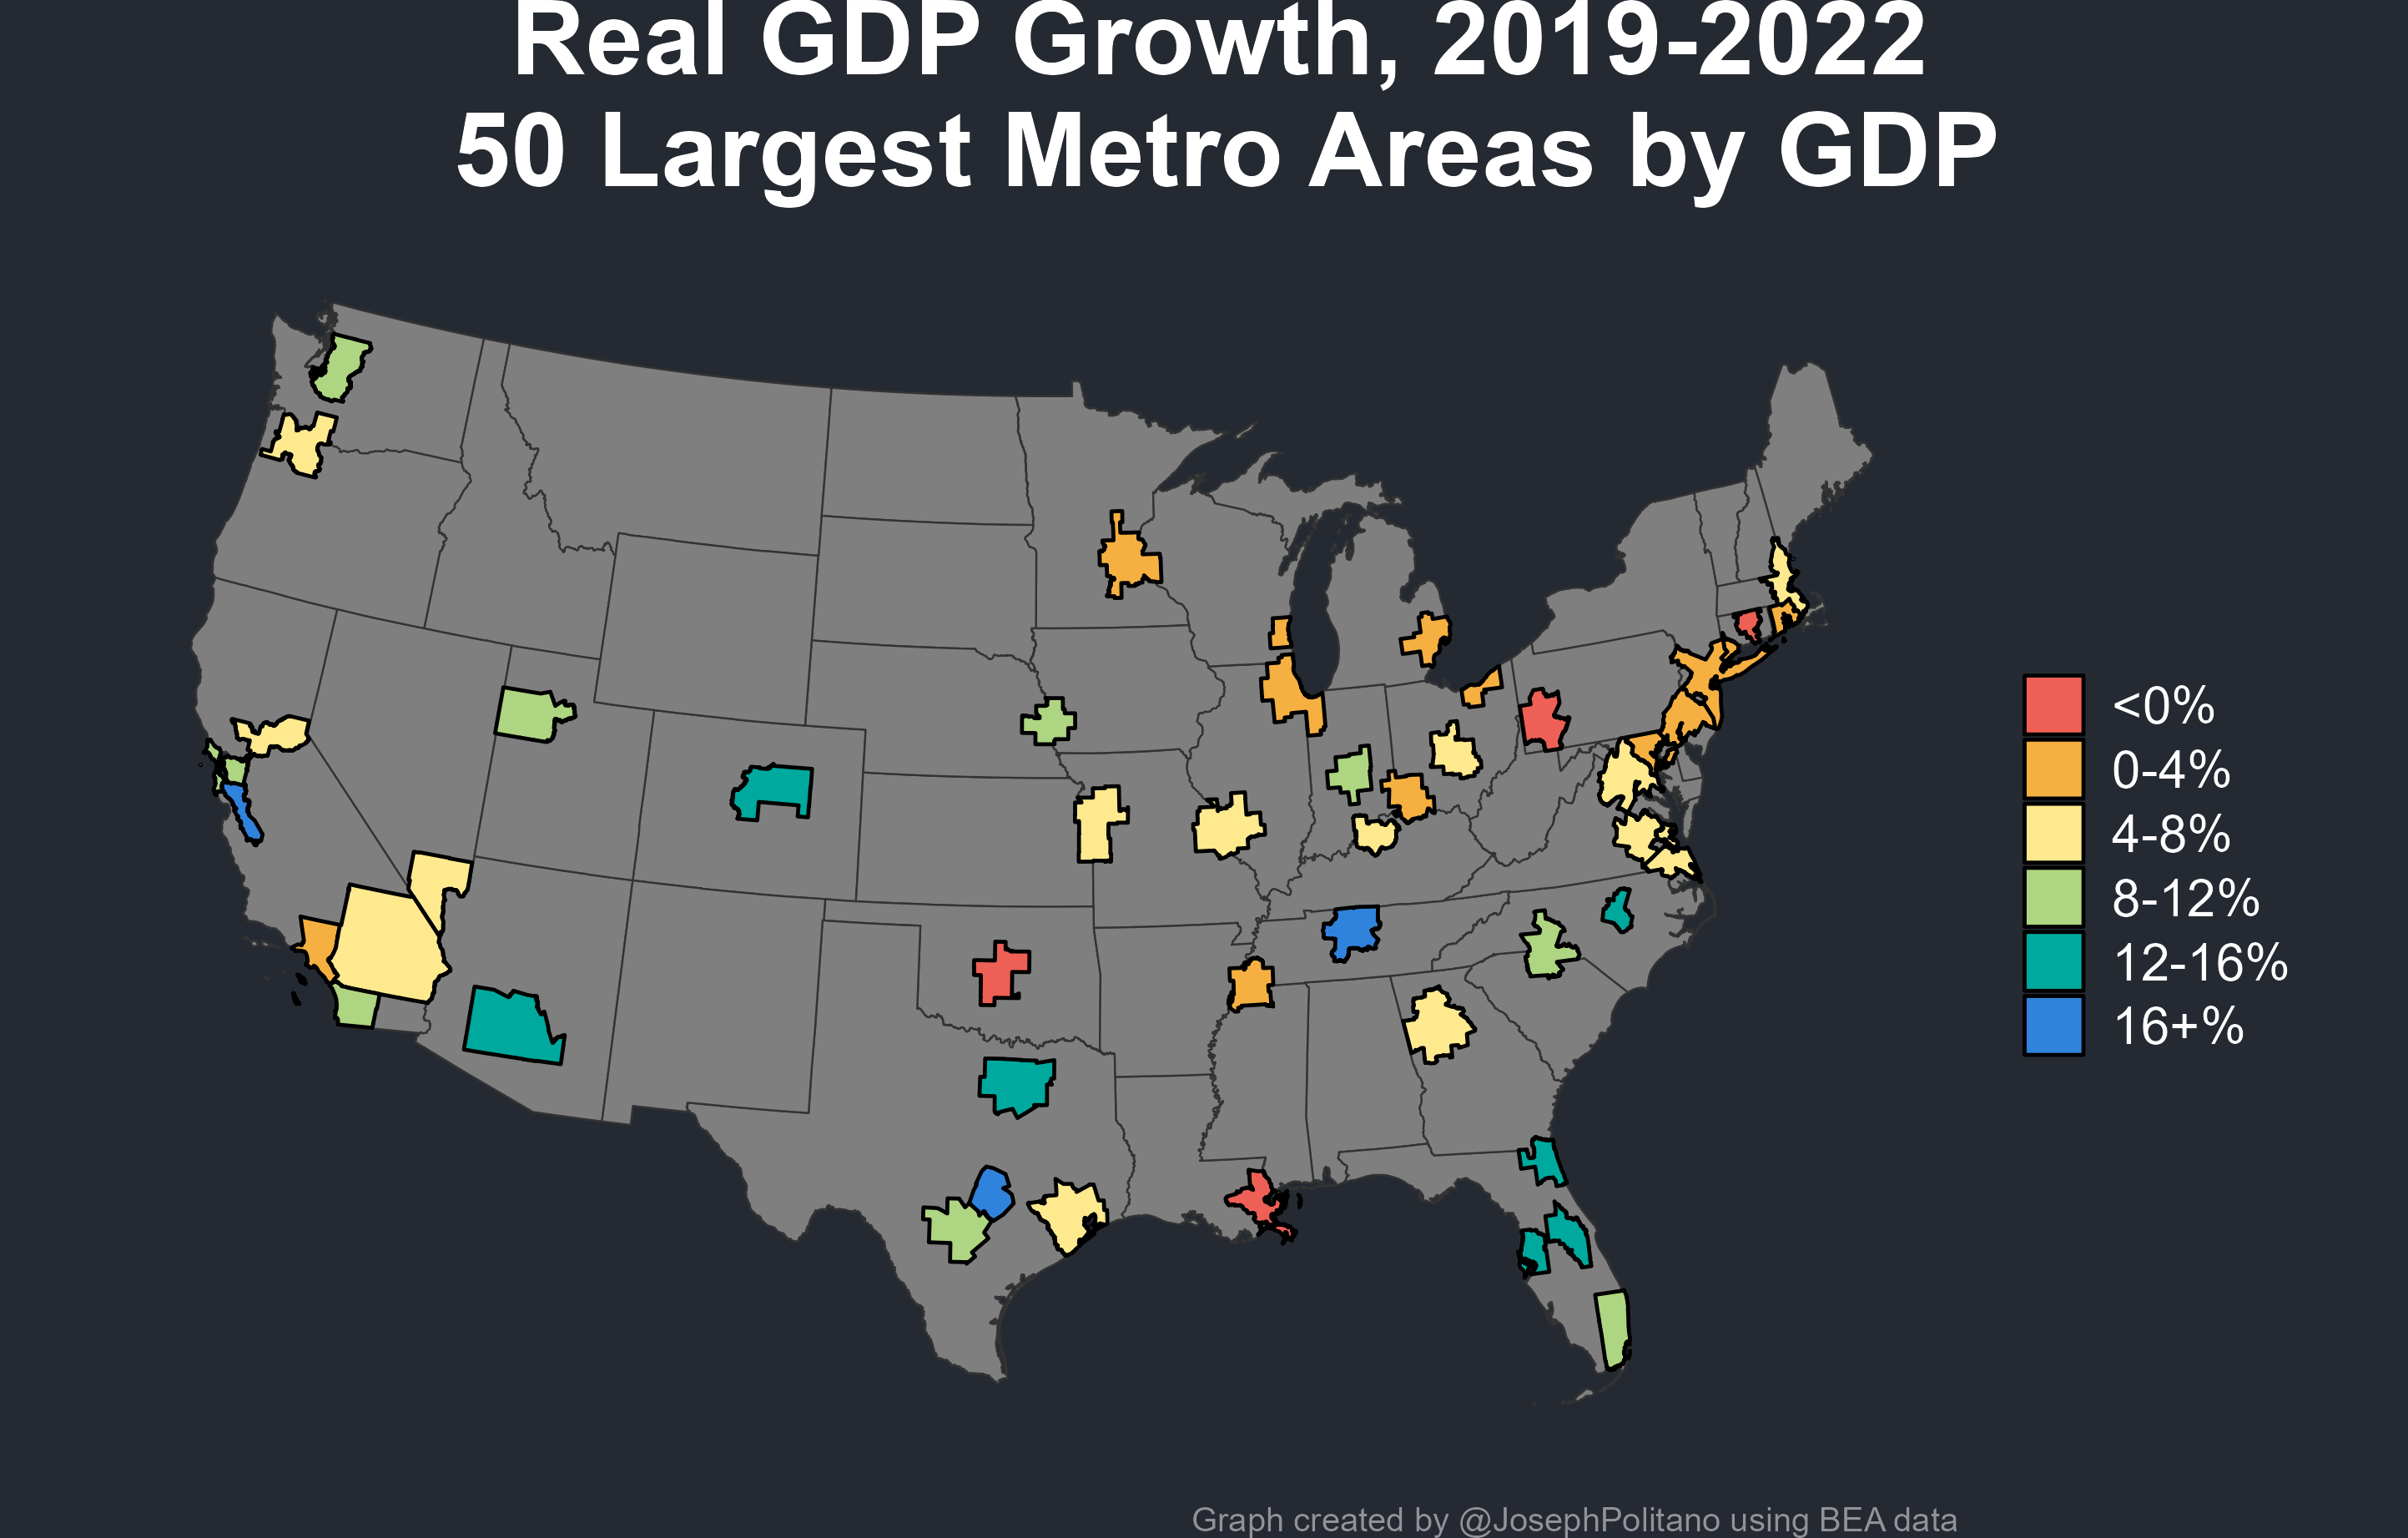 Real GDP Growth, 2019-2022
50 Largest Metro Areas by GDP
<0%
0-4%
4-8%
8-12%
12-16%
16+%
Graph created by @JosephPolitano using BEA data